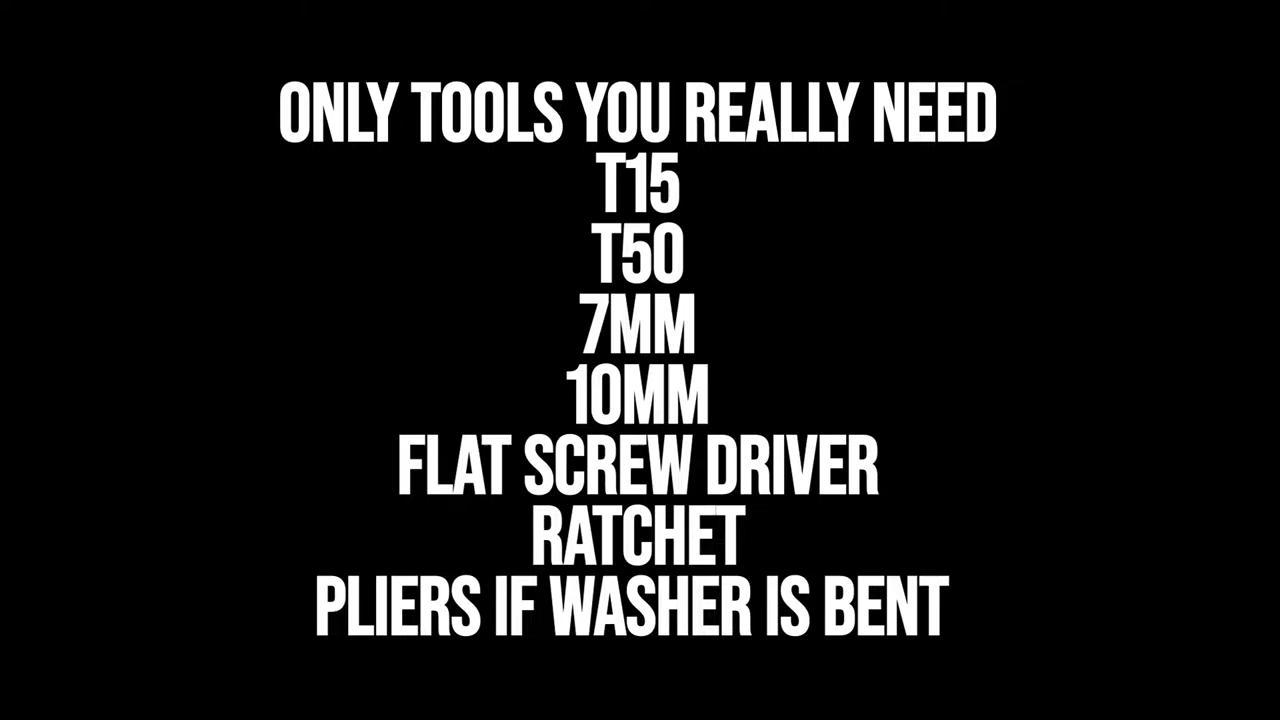 ONLY TOOLS YOU REALLY NEED
T15
T50
7MM
10MM
FLAT SCREW DRIVER
RATCHET
PLIERS IF WASHER IS BENT